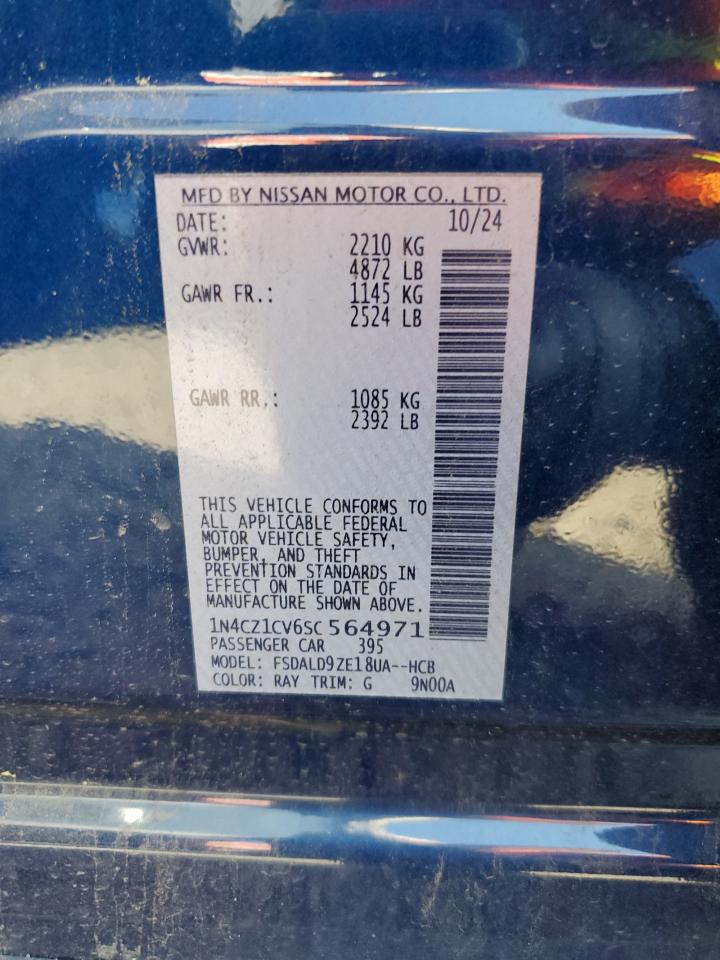 MFD BY NISSAN MOTOR CO., LTD.
DATE: 10/24
GVWR: 2210 KG
4872 LB
GAWR FR.: 1145 KG
2524 LB
GAWR RR.: 1085 KG
2392 LB
THIS VEHICLE CONFORMS TO
ALL APPLICABLE FEDERAL
MOTOR VEHICLE SAFETY,
BUMPER, AND THEFT
PREVENTION STANDARDS IN
EFFECT ON THE DATE OF
MANUFACTURE SHOWN ABOVE.
1N4CZ1CV6SC564971
PASSENGER CAR 395
MODEL: FSDALD9ZE18UA--HCB
COLOR: RAY TRIM: G 9N00A